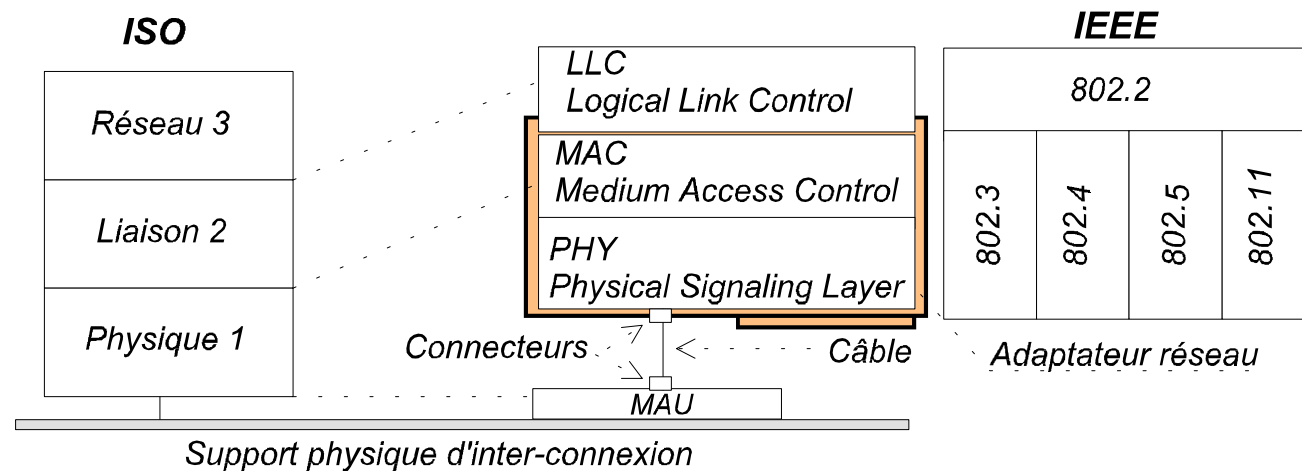 ISO
IEEE
Réseau 3
Liaison 2
Physique 1
LLC
Logical Link Control
MAC
Medium Access Control
PHY
Physical Signaling Layer
802.2
802.3
802.4
802.5
802.11
Connecteurs
Câble
Adaptateur réseau
MAU
Support physique d'inter-connexion